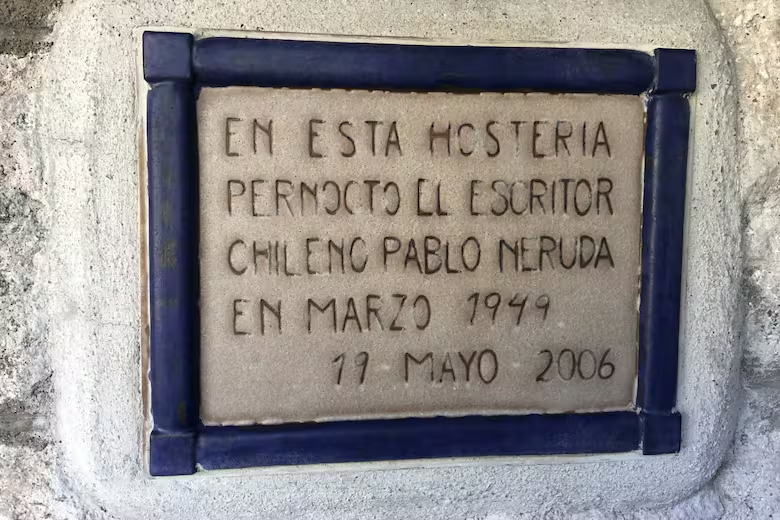 EN ESTA HOSTERIA
PERNOCTO EL ESCRITOR
CHILENO PABLO NERUDA
EN MARZO 1949
19 MAYO 2006